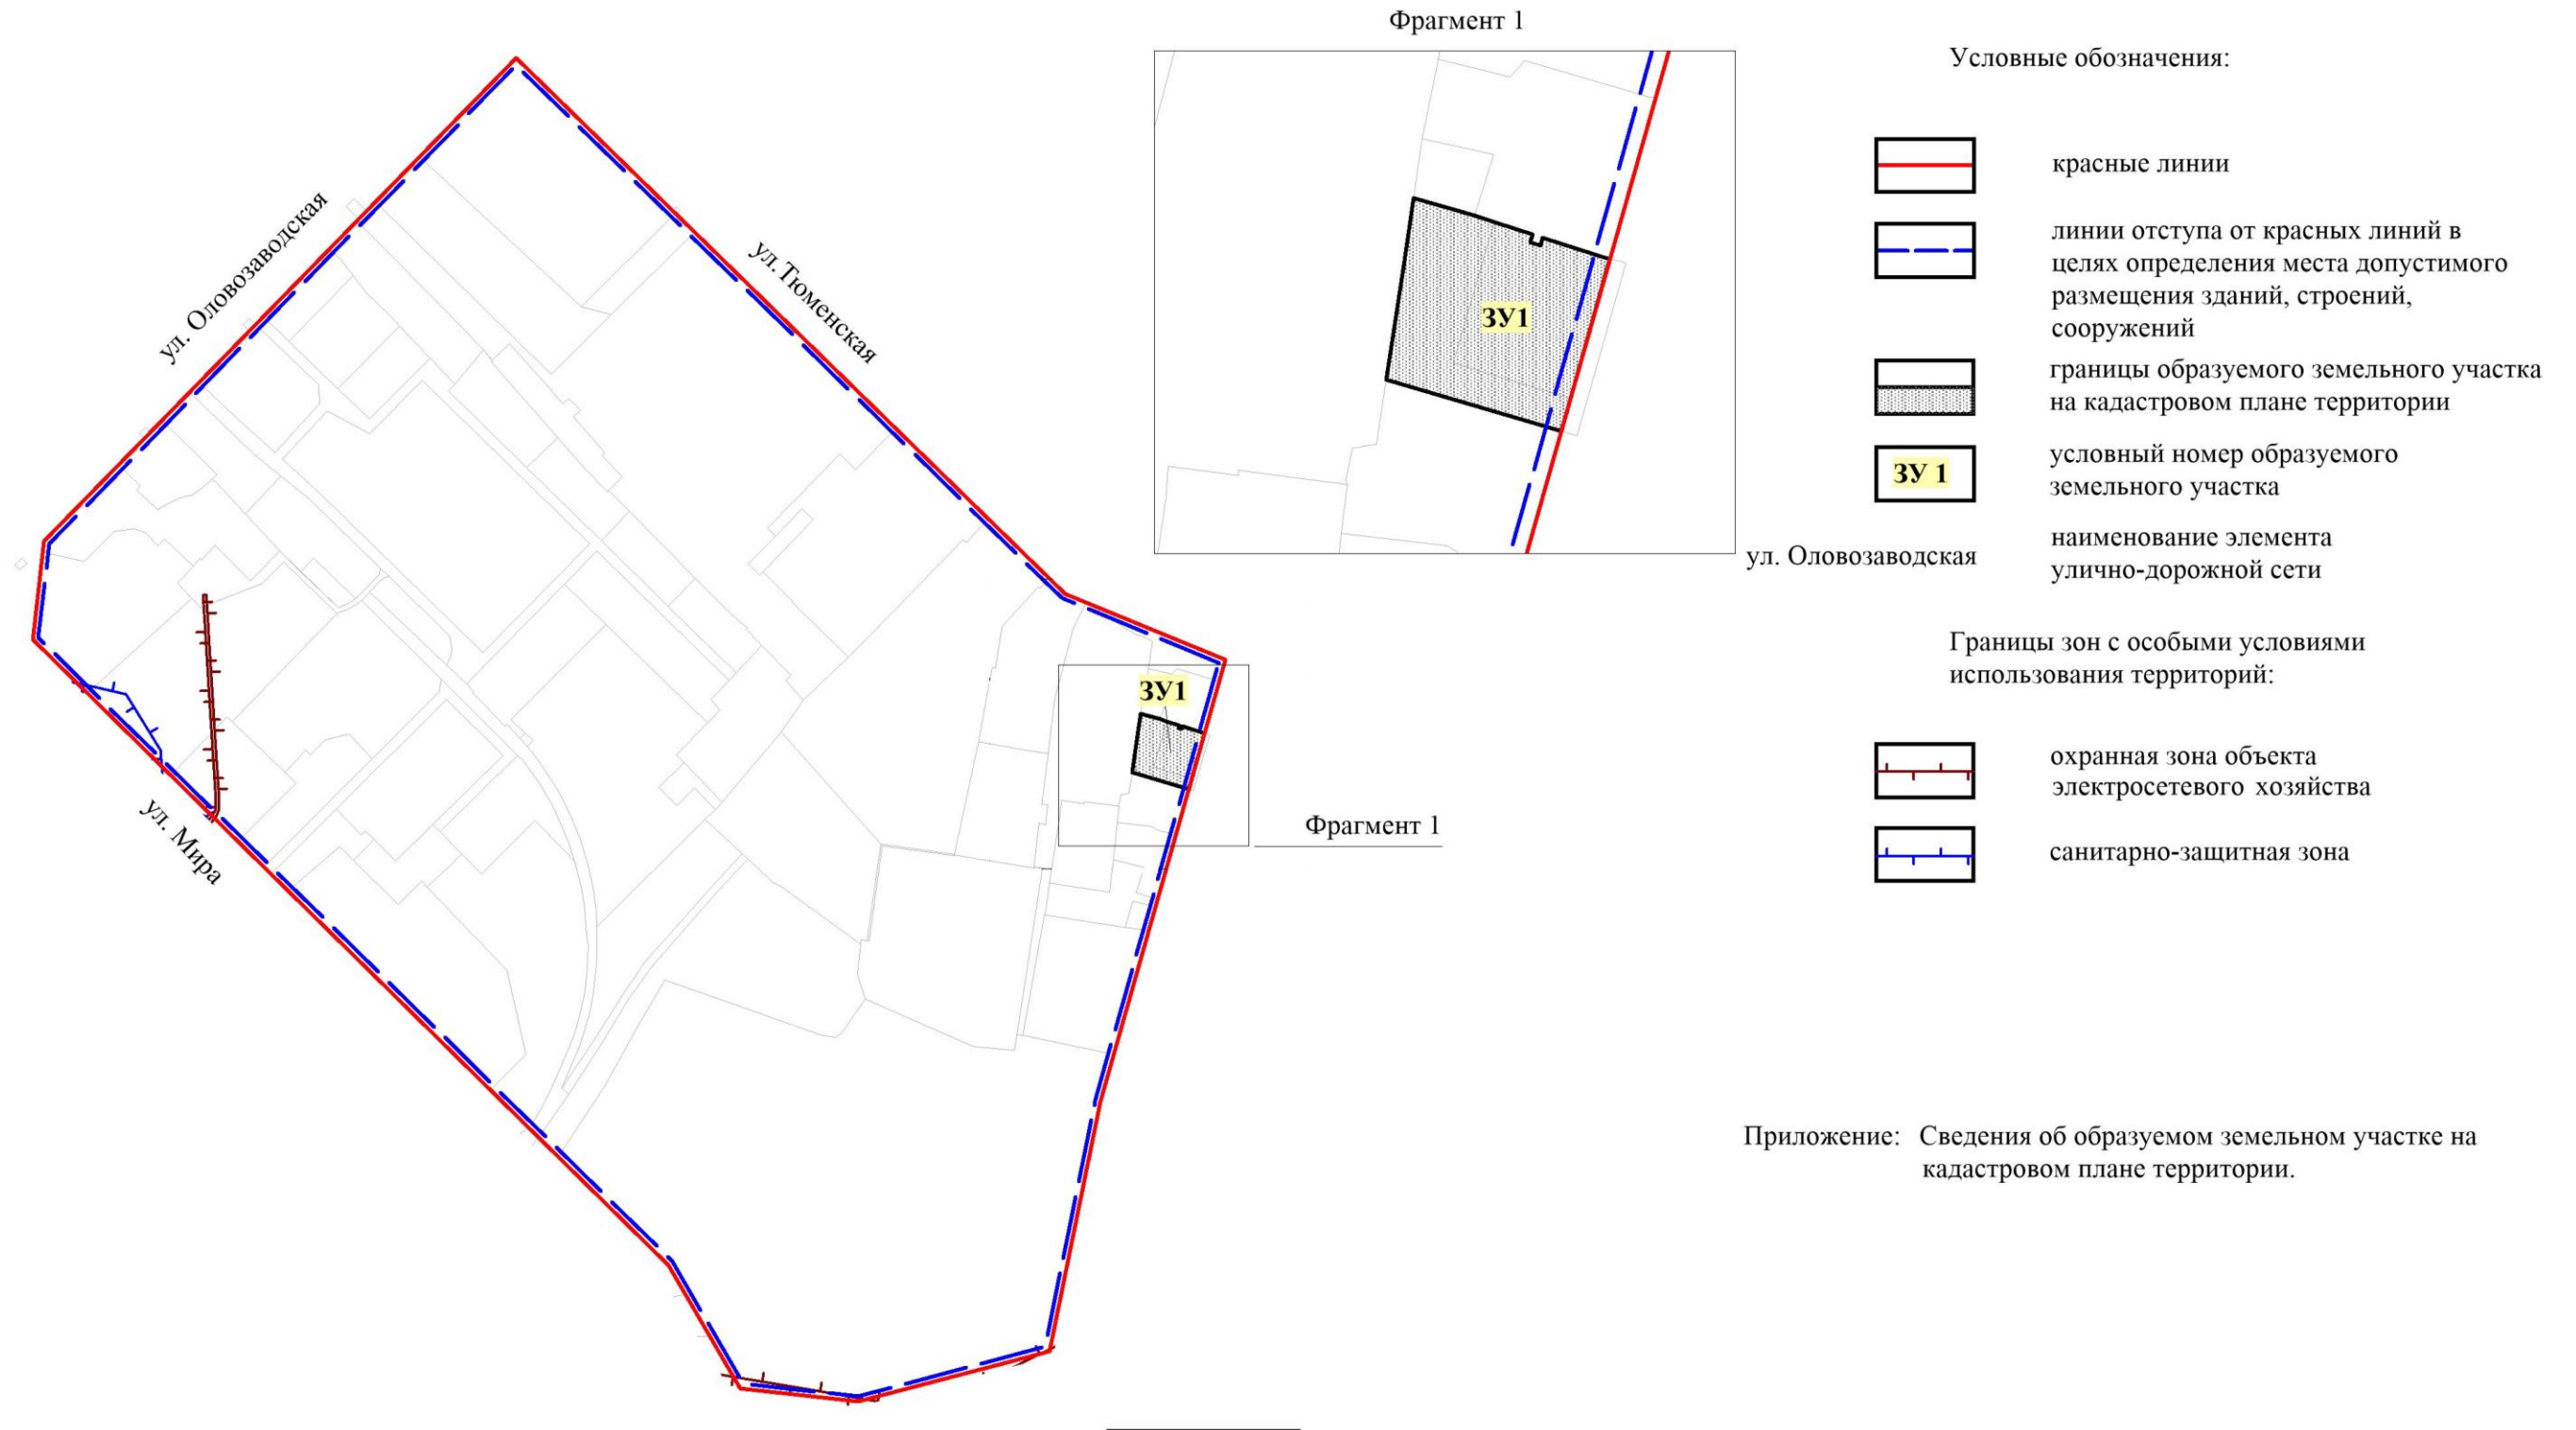 Фрагмент 1
ЗУ1
ул. Оловозаводская
ул.Тюменская
ЗУ1
Фрагмент 1
ул. Мира
Условные обозначения:
красные линии
линии отступа от красных линий в
целях определения места допустимого
размещения зданий, строений,
сооружений
границы образуемого земельного участка
на кадастровом плане территории
ЗУ 1
условный номер образуемого
земельного участка
ул. Оловозаводская
наименование элемента
улично-дорожной сети
Границы зон с особыми условиями
использования территорий:
охранная зона объекта
электросетевого хозяйства
санитарно-защитная зона
Приложение: Сведения об образуемом земельном участке на
кадастровом плане территории.